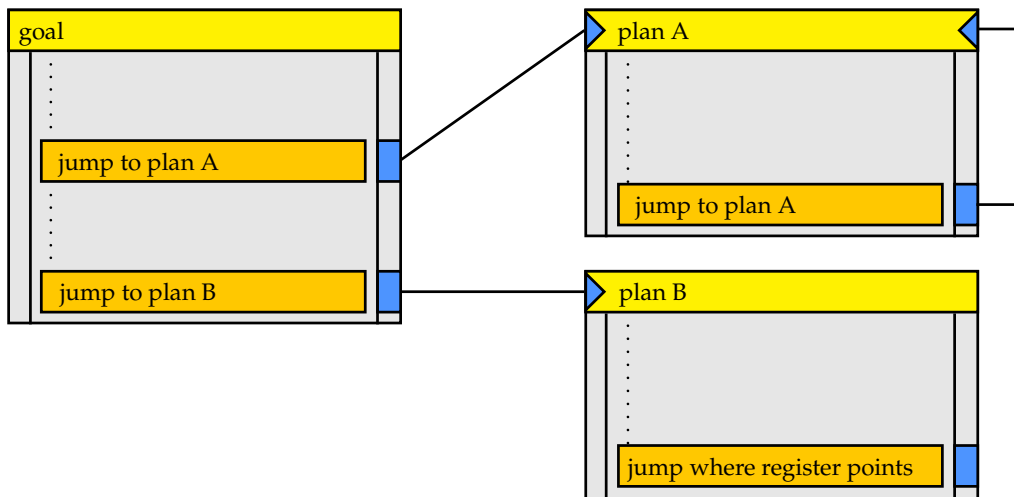 goal
jump to plan A
jump to plan B
plan A
jump to plan A
plan B
jump where register points